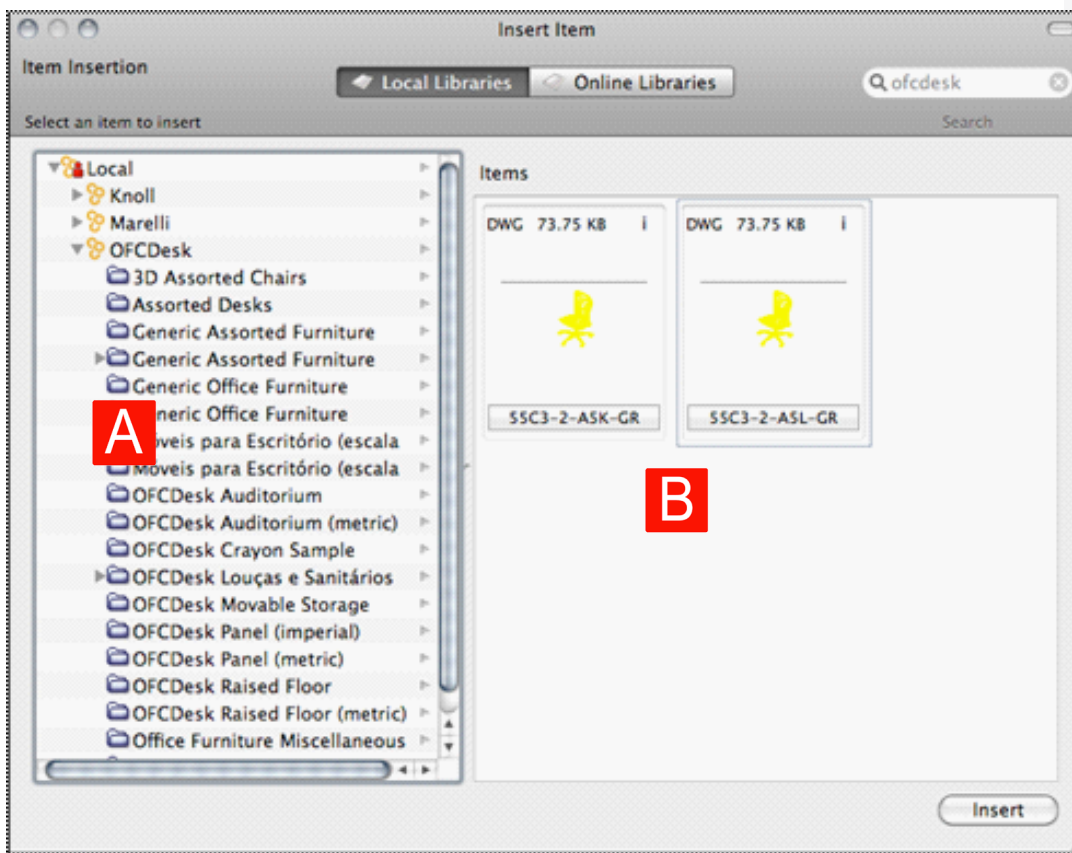 Insert Item
Item Insertion
Local Libraries
Online Libraries
ofcdesk
Select an item to insert
Search
Local
Knoll
Marelli
OFCDesk
3D Assorted Chairs
Assorted Desks
Generic Assorted Furniture
Generic Assorted Furniture
Generic Office Furniture
neric Office Furniture
A
veis para Escritório (escala
Móveis para Escritório (escala
OFCDesk Auditorium
OFCDesk Auditorium (metric)
OFCDesk Crayon Sample
OFCDesk Louças e Sanitários
OFCDesk Movable Storage
OFCDesk Panel (imperial)
OFCDesk Panel (metric)
OFCDesk Raised Floor
OFCDesk Raised Floor (metric)
Office Furniture Miscellaneous
Items
DWG 73.75 KB i
SSC3-2-ASK-GR
DWG 73.75 KB i
SSC3-2-ASL-GR
B
Insert